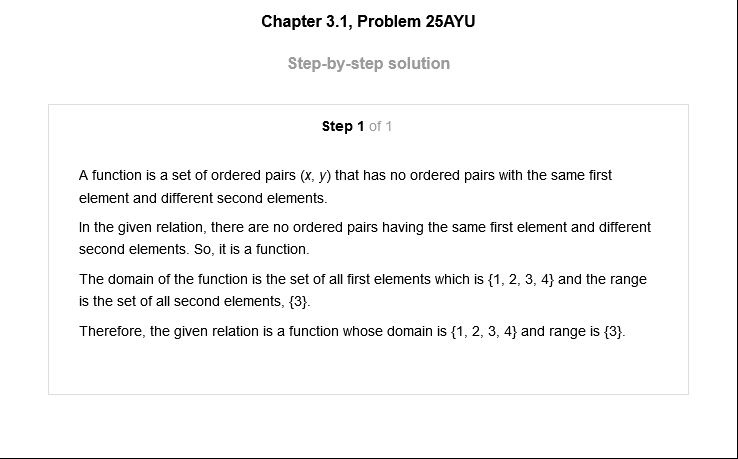 Chapter 3.1, Problem 25AYU
Step-by-step solution
Step 1 of 1
A function is a set of ordered pairs (x, y) that has no ordered pairs with the same first
element and different second elements.
In the given relation, there are no ordered pairs having the same first element and different
second elements. So, it is a function.
The domain of the function is the set of all first elements which is {1, 2, 3, 4} and the range
is the set of all second elements, {3}.
Therefore, the given relation is a function whose domain is {1, 2, 3, 4} and range is {3}.